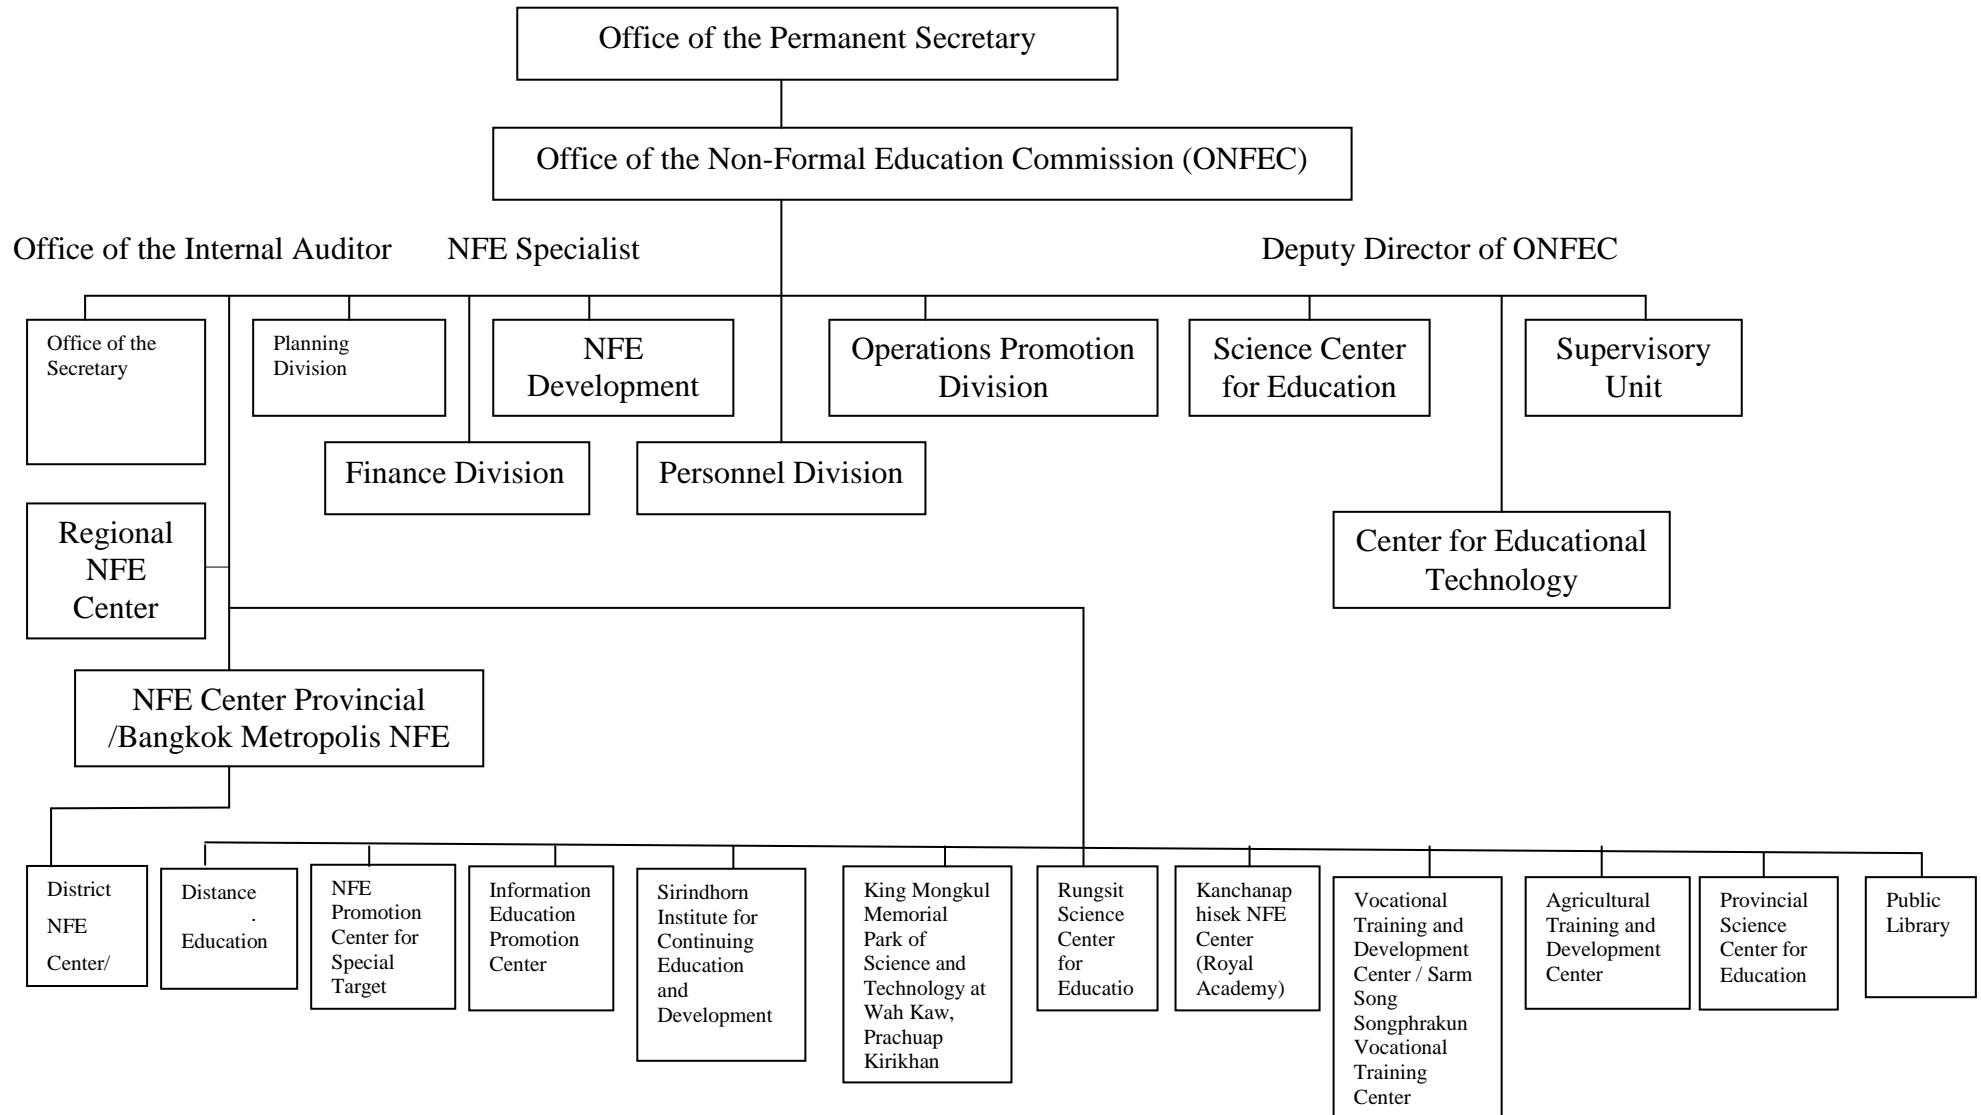 Office of the Permanent Secretary
Office of the Non-Formal Education Commission (ONFEC)
Office of the Internal Auditor
NFE Specialist
Deputy Director of ONFEC
Office of the
Secretary
Planning
Division
NFE
Development
Operations Promotion
Division
Science Center
for Education
Supervisory
Unit
Finance Division
Personnel Division
Regional
NFE
Center
Center for Educational
Technology
NFE Center Provincial
/Bangkok Metropolis NFE
District
NFE
Center/
Distance
.
Education
NFE
Promotion
Center for
Special
Target
Information
Education
Promotion
Center
Sirindhorn
Institute for
Continuing
Education
and
Development
King Mongkul
Memorial
Park of
Science and
Technology at
Wah Kaw,
Prachuap
Kirikhan
Rungsit
Science
Center
for
Educatio
Kanchanap
hisek NFE
Center
(Royal
Academy)
Vocational
Training and
Development
Center / Sarm
Song
Songphrakun
Vocational
Training
Center
Agricultural
Training and
Development
Center
Provincial
Science
Center for
Education
Public
Library